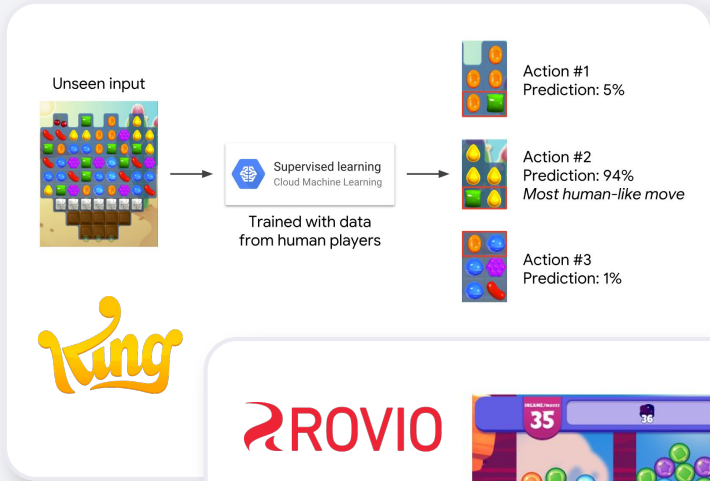 Unseen input
Supervised learning
Cloud Machine Learning
Trained with data
from human players
Action #1
Prediction: 5%
Action #2
Prediction: 94%
Most human-like move
Action #3
Prediction: 1%
King
ROVIO
35
36